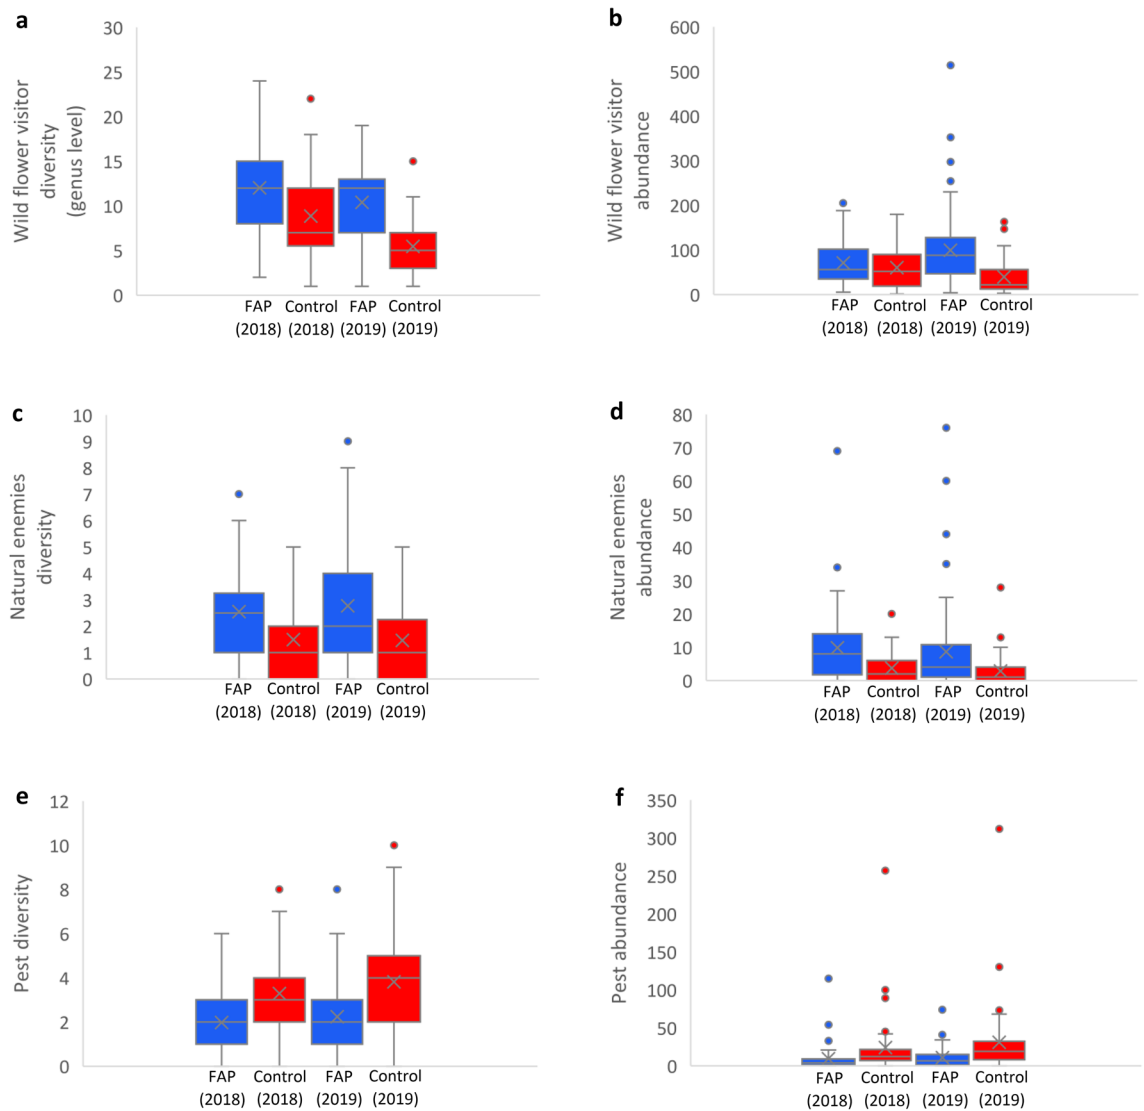 a
Wild flower visitor
diversity
(genus level)
30
25
20
15
10
5
0
FAP Control FAP Control
(2018) (2018) (2019) (2019)
b
Wild flower visitor
abundance
600
500
400
300
200
100
0
FAP Control FAP Control
(2018) (2018) (2019) (2019)
c
Natural enemies
diversity
10
9
8
7
6
5
4
3
2
1
0
FAP Control FAP Control
(2018) (2018) (2019) (2019)
d
Natural enemies
abundance
80
70
60
50
40
30
20
10
0
FAP Control FAP Control
(2018) (2018) (2019) (2019)
e
Pest diversity
12
10
8
6
4
2
0
FAP Control FAP Control
(2018) (2018) (2019) (2019)
f
Pest abundance
350
300
250
200
150
100
50
0
FAP Control FAP Control
(2018) (2018) (2019) (2019)